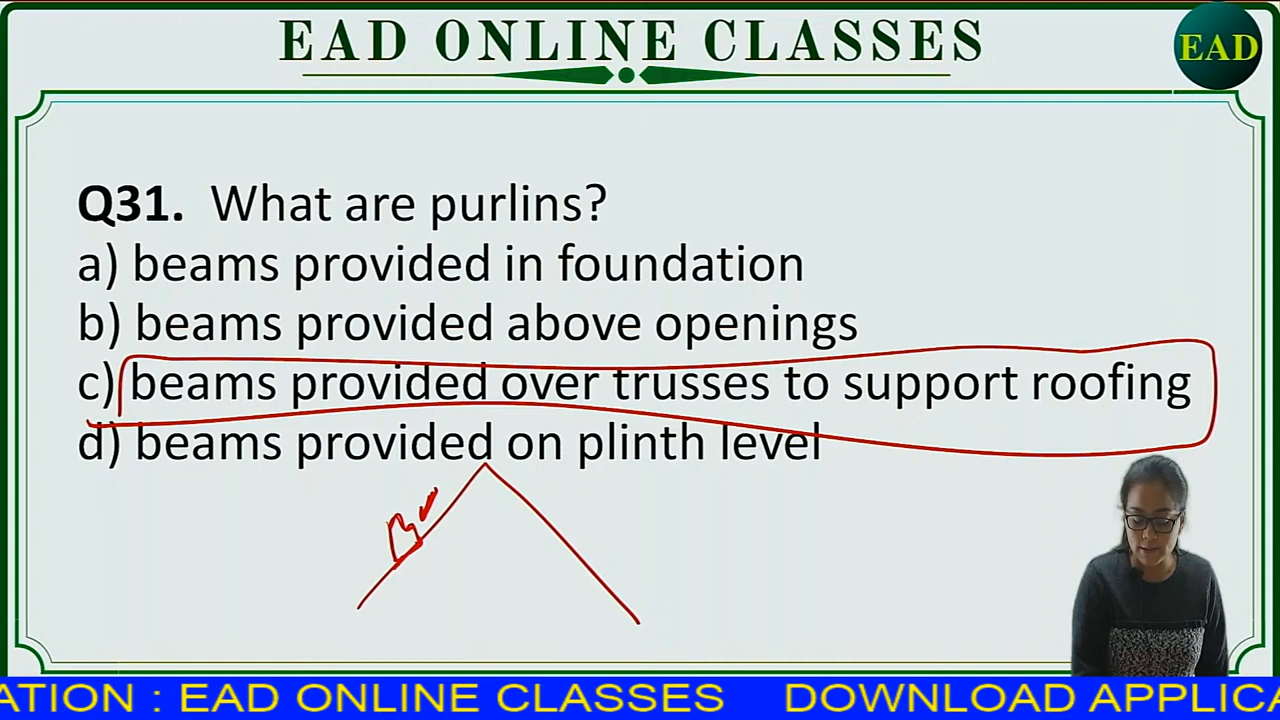 EAD ONLINE CLASSES
EAD
Q31. What are purlins?
a) beams provided in foundation
b) beams provided above openings
c) beams provided over trusses to support roofing
d) beams provided on plinth level
ATION : EAD ONLINE CLASSES DOWNLOAD APPLICA